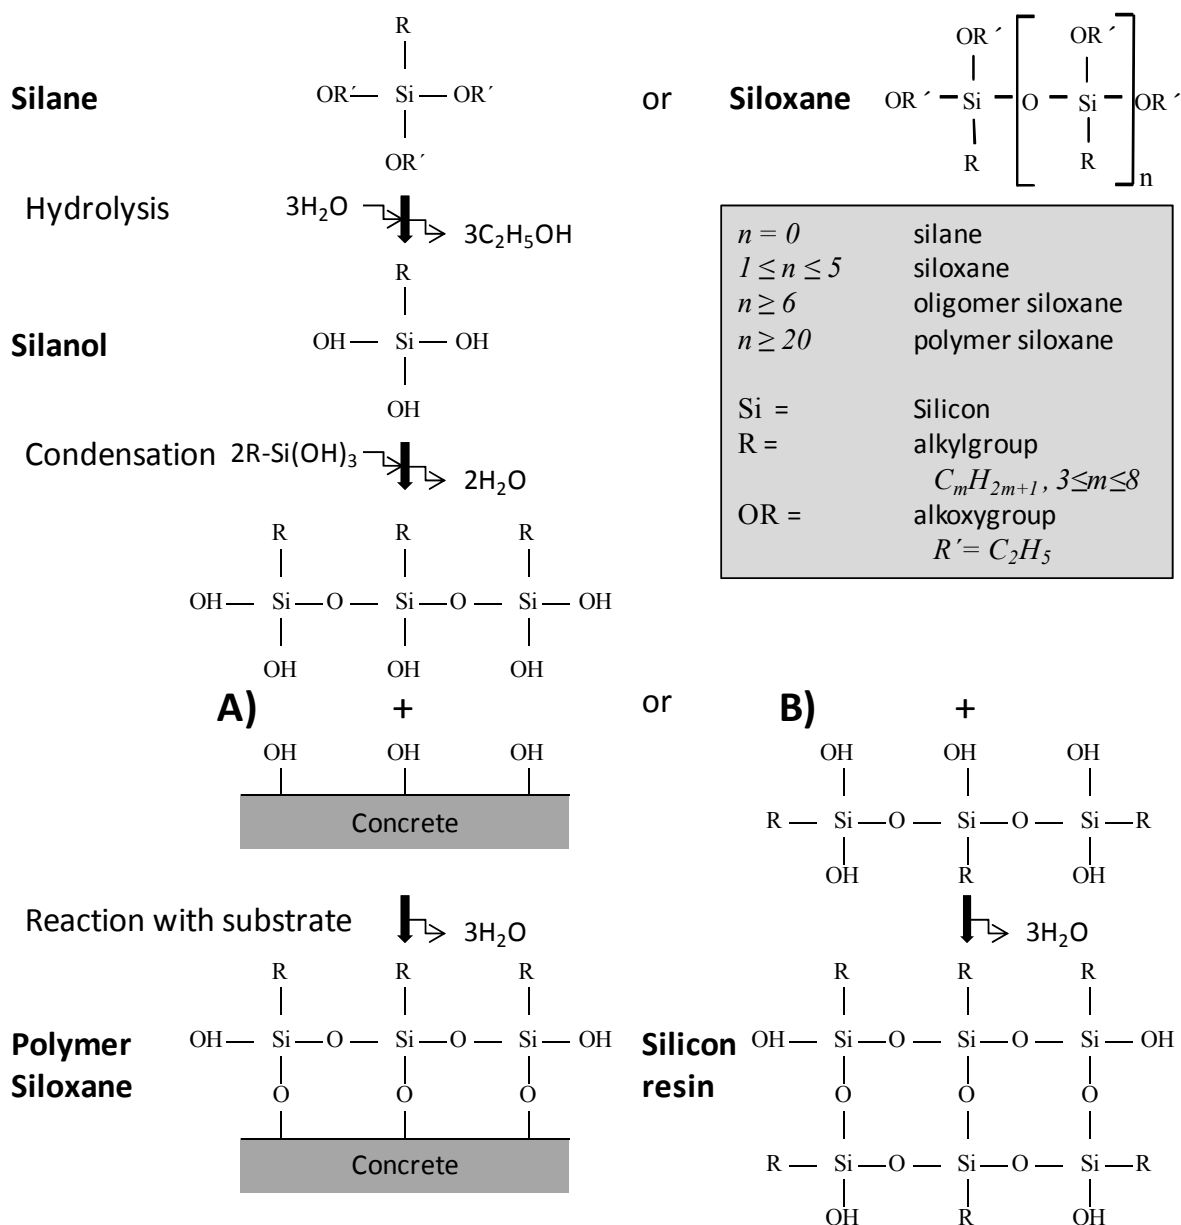 R
OR´
OR´
Silane
OR´ Si OR´
or
Siloxane
OR´ Si O Si OR´
OR´
R
R
n
Hydrolysis
3H₂O
3C₂H₅OH
R
Silanol
OH Si OH
OH
Condensation
2R-Si(OH)₃
2H₂O
n = 0 silane
1 ≤ n ≤ 5 siloxane
n ≥ 6 oligomer siloxane
n ≥ 20 polymer siloxane
Si = Silicon
R = alkylgroup
CₘH₂ₘ₊₁, 3≤m≤8
OR = alkoxygroup
R´= C₂H₅
R R R
OH Si O Si O Si OH
OH OH OH
A) +
or
B) +
OH OH OH
Concrete
OH OH OH
R Si O Si O Si R
OH R OH
Reaction with substrate
3H₂O
3H₂O
R R R
Polymer
Siloxane
OH Si O Si O Si OH
O O O
Concrete
Silicon
resin
R R R
OH Si O Si O Si OH
O O O
R Si O Si O Si R
OH R OH